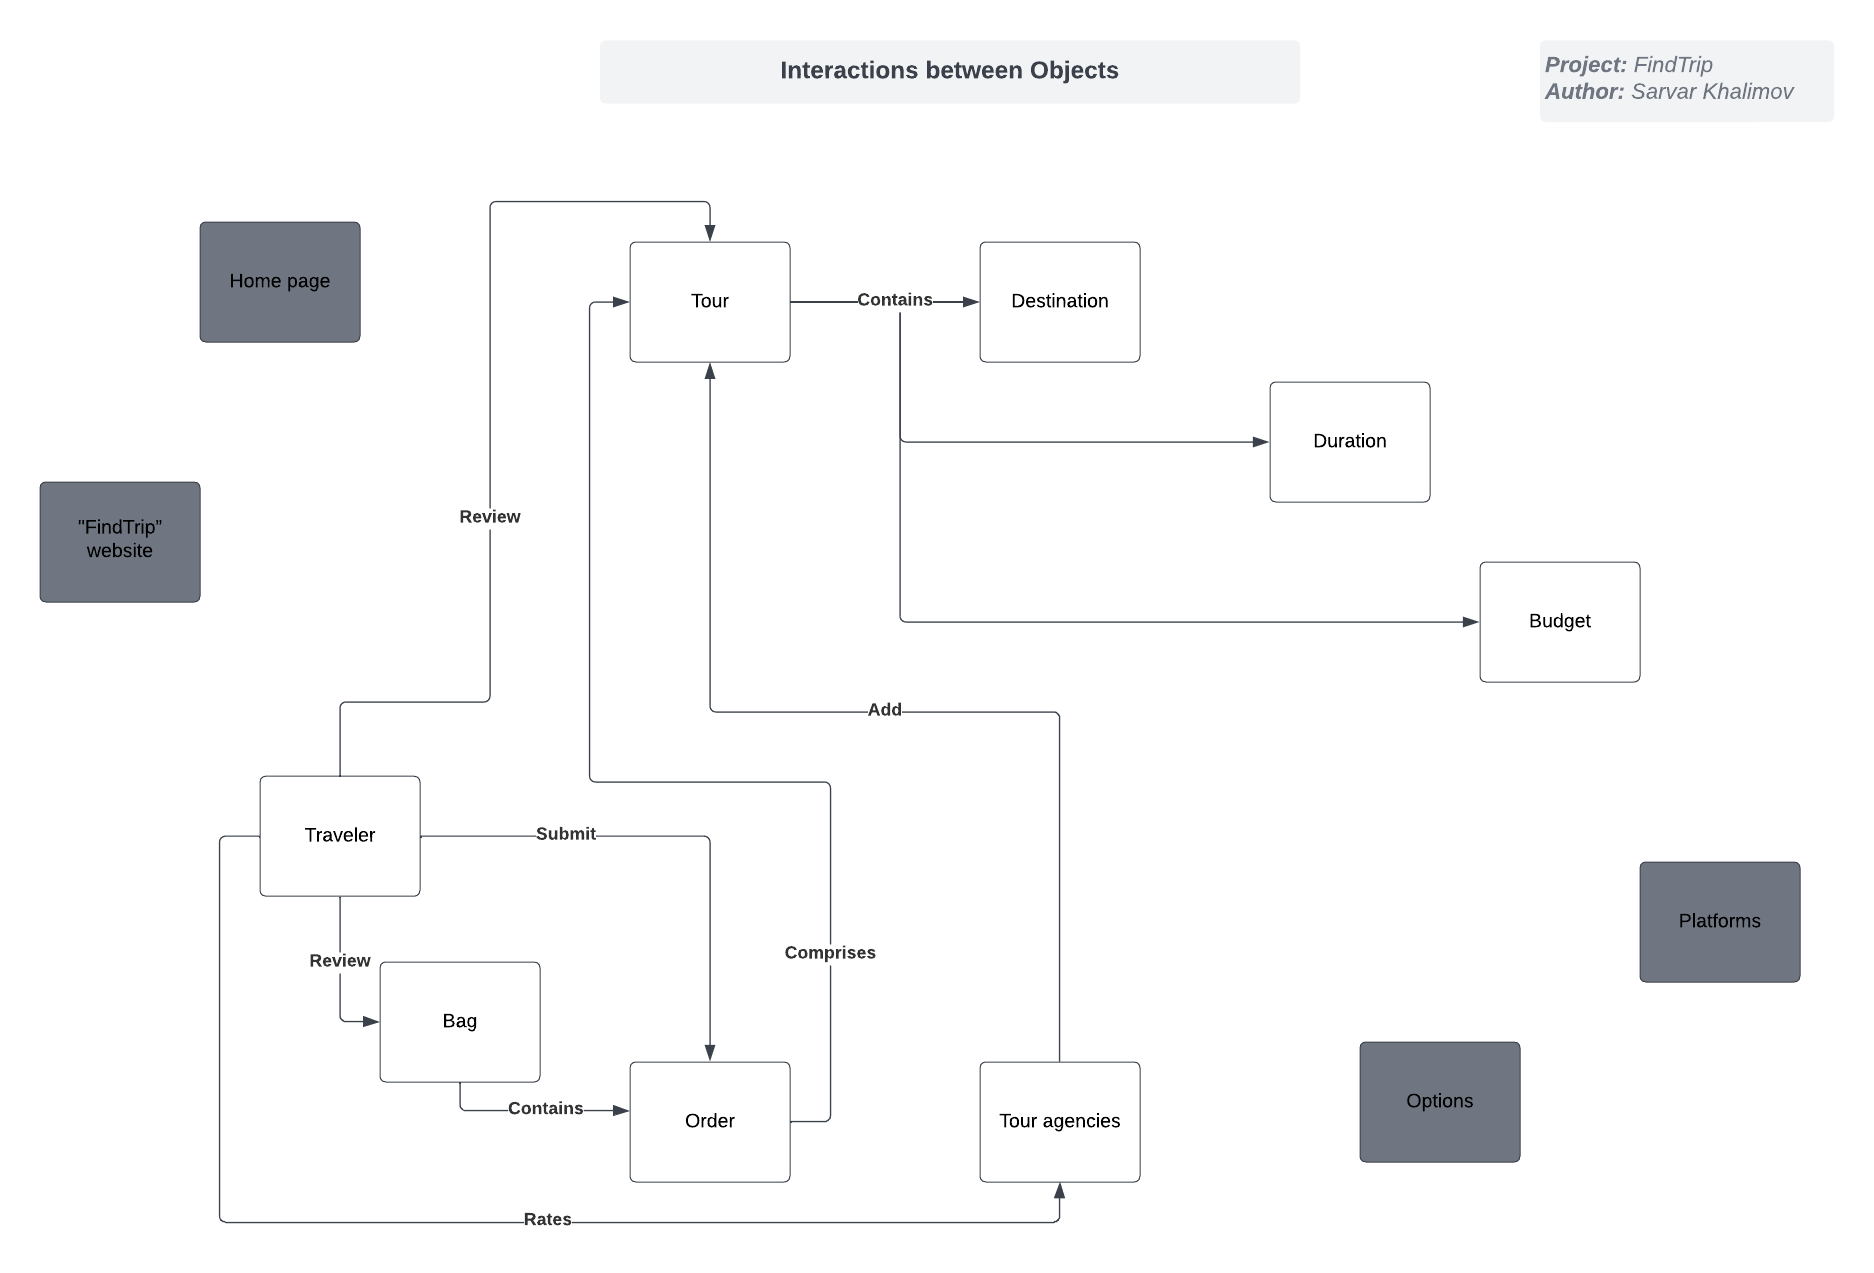 Interactions between Objects
Project: FindTrip
Author: Sarvar Khalimov
Home page
Tour
Contains
Destination
Duration
"FindTrip"
website
Review
Budget
Add
Traveler
Submit
Platforms
Review
Comprises
Bag
Contains
Order
Tour agencies
Options
Rates